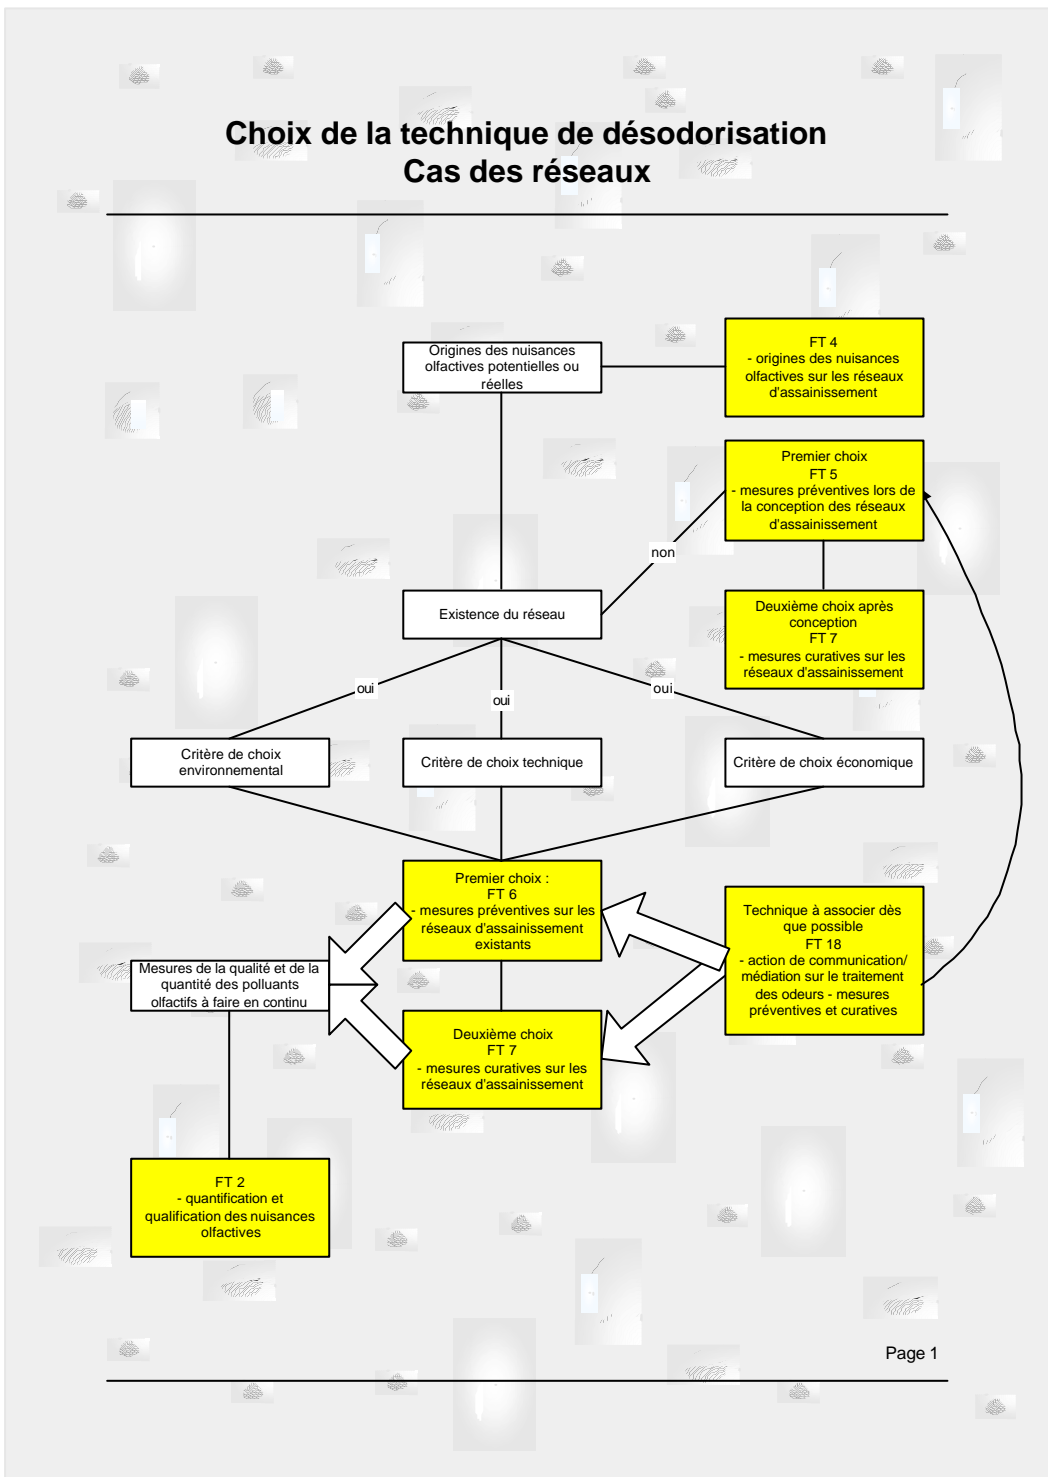 Choix de la technique de désodorisation
Cas des réseaux
Origines des nuisances
olfactives potentielles ou
réelles
FT 4
- origines des nuisances
olfactives sur les réseaux
d'assainissement
Premier choix
FT 5
- mesures préventives lors de
la conception des réseaux
d'assainissement
non
Existence du réseau
Deuxième choix après
conception
FT 7
- mesures curatives sur les
réseaux d'assainissement
oui
oui
oui
Critère de choix
environnemental
Critère de choix technique
Critère de choix économique
Premier choix :
FT 6
- mesures préventives sur les
réseaux d'assainissement
existants
Technique à associer dès
que possible
FT 18
- action de communication/
médiation sur le traitement
des odeurs - mesures
préventives et curatives
Mesures de la qualité et de la
quantité des polluants
olfactifs à faire en continu
Deuxième choix
FT 7
- mesures curatives sur les
réseaux d'assainissement
FT 2
- quantification et
qualification des nuisances
olfactives
Page 1